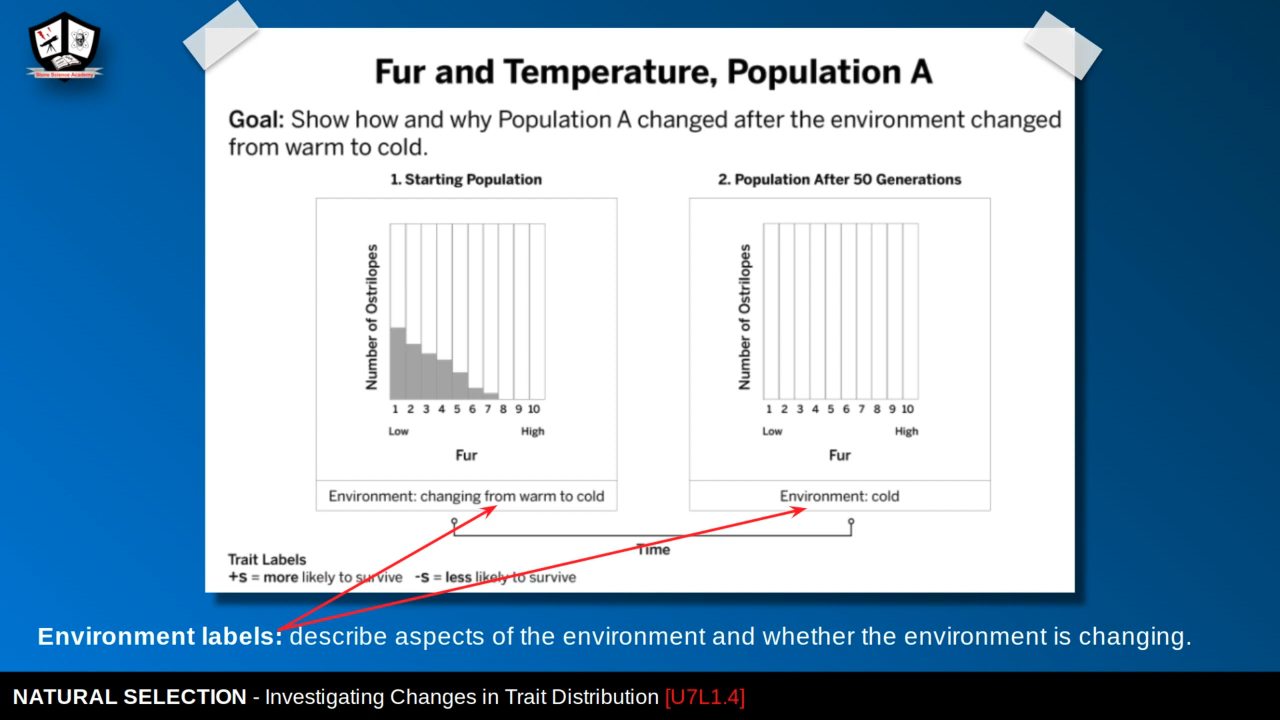 Fur and Temperature, Population A
Goal: Show how and why Population A changed after the environment changed
from warm to cold.
1. Starting Population
Number of Ostrilopes
1 2 3 4 5 6 7 8 9 10
Low High
Fur
Environment: changing from warm to cold
2. Population After 50 Generations
Number of Ostrilopes
1 2 3 4 5 6 7 8 9 10
Low High
Fur
Environment: cold
Time
Trait Labels
+s = more likely to survive -s = less likely to survive
Environment labels: describe aspects of the environment and whether the environment is changing.
NATURAL SELECTION - Investigating Changes in Trait Distribution [U7L1.4]